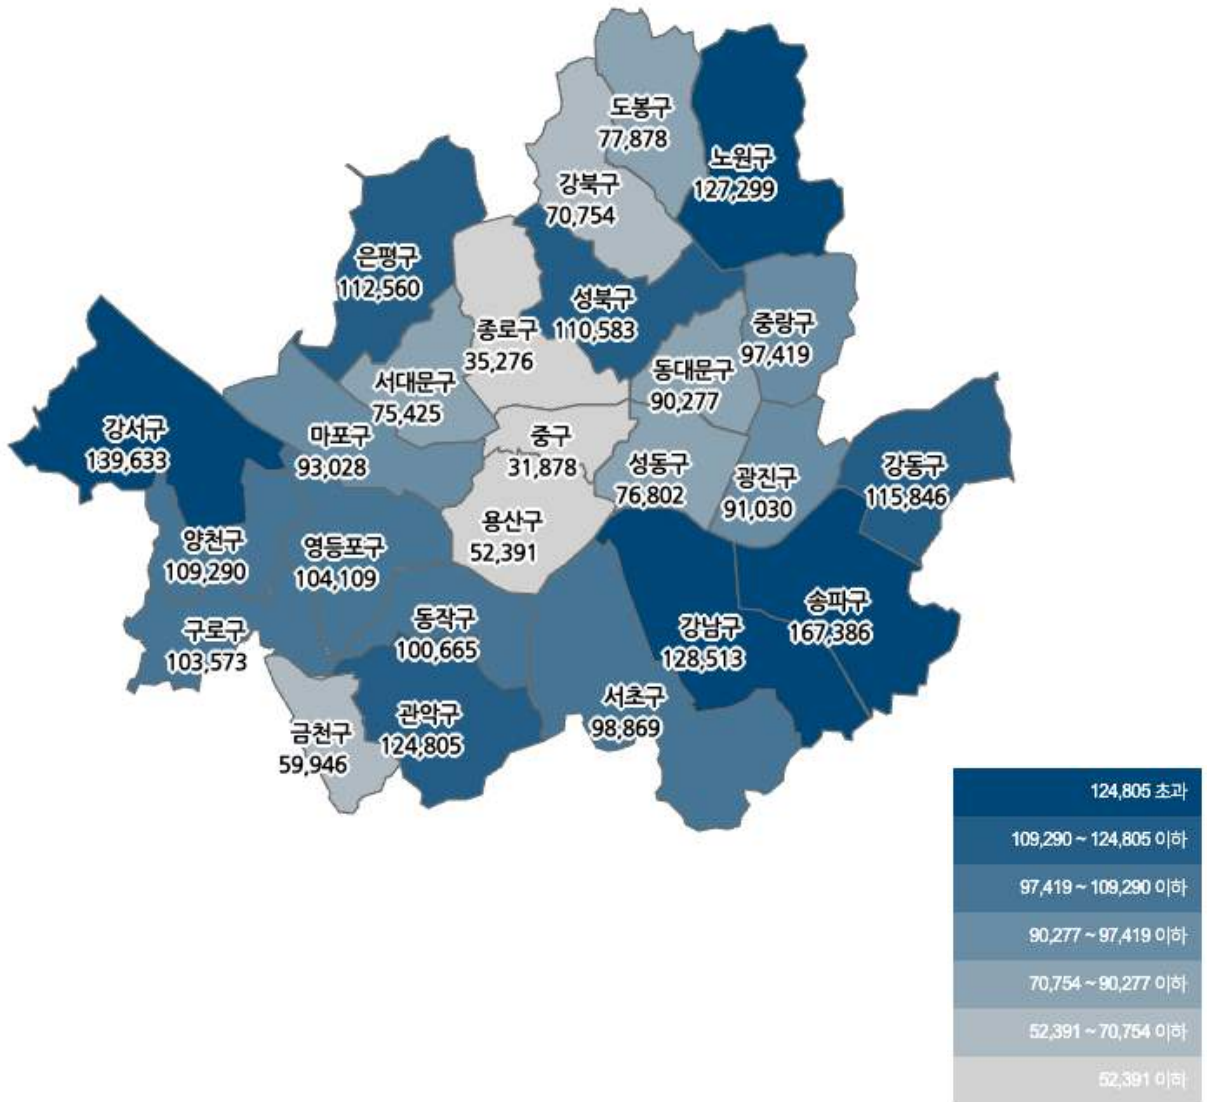 도봉구
77,878
노원구
127,299
강북구
70,754
은평구
112,560
성북구
110,583
종로구
35,276
중랑구
97,419
동대문구
90,277
서대문구
75,425
강서구
139,633
마포구
93,028
중구
31,878
성동구
76,802
광진구
91,030
강동구
115,846
양천구
109,290
영등포구
104,109
용산구
52,391
구로구
103,573
동작구
100,665
강남구
128,513
송파구
167,386
서초구
98,869
관악구
124,805
금천구
59,946
124,805 초과
109,290 ~ 124,805 이하
97,419 ~ 109,290 이하
90,277 ~ 97,419 이하
70,754 ~ 90,277 이하
52,391 ~ 70,754 이하
52,391 이하